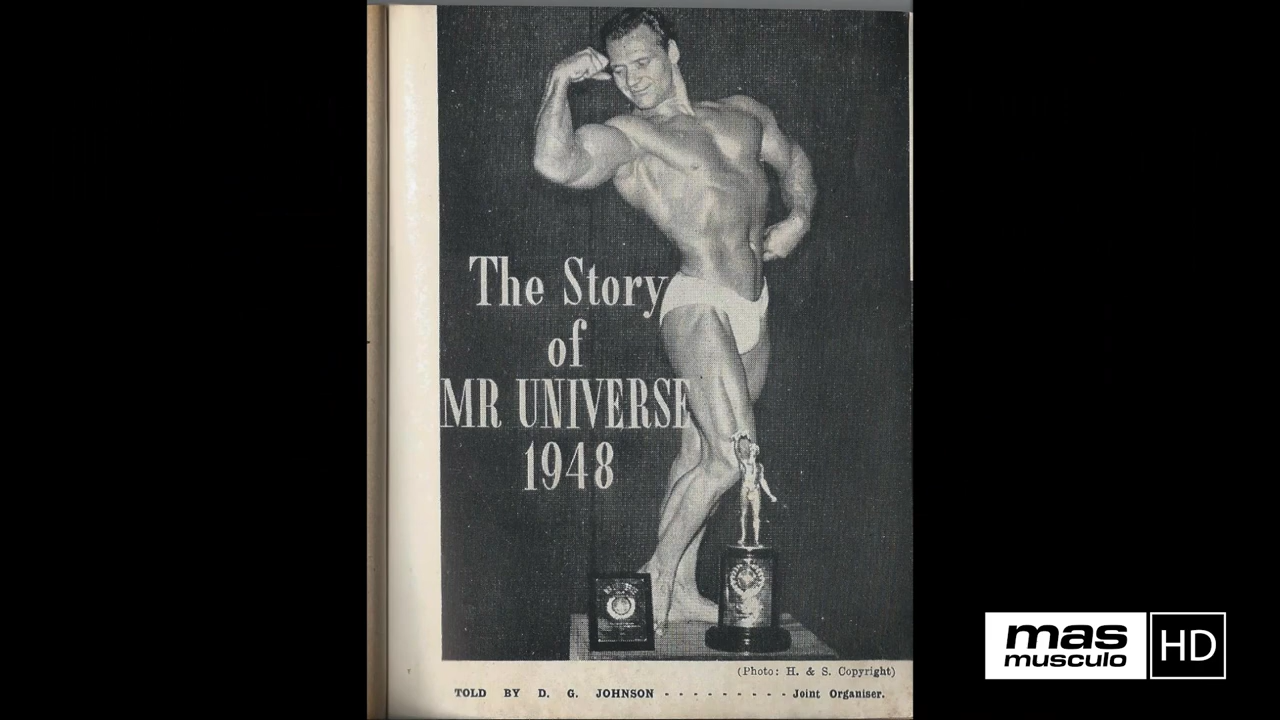 The Story
of
MR UNIVERSE
1948
(Photo: H. & S. Copyright)
TOLD BY D. G. JOHNSON - - - - - - - - - Joint Organiser.
mas
musculo
HD